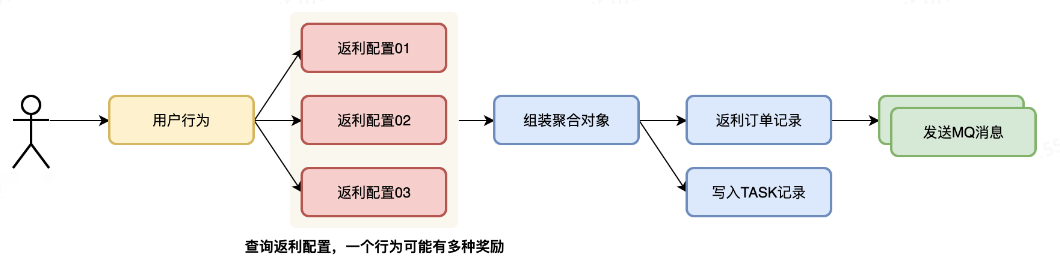 用户行为
返利配置01
返利配置02
返利配置03
查询返利配置，一个行为可能有多种奖励
组装聚合对象
返利订单记录
写入TASK记录
发送MQ消息